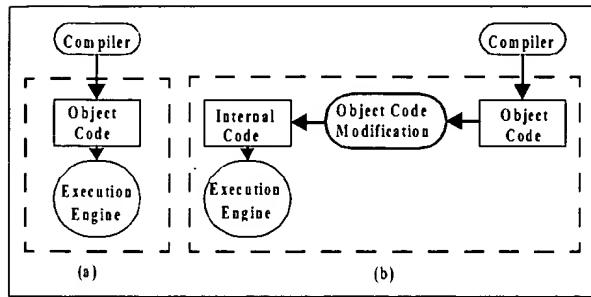 Compiler
Object
Code
Execution
Engine
(a)
Compiler
Internal
Code
Object Code
Modification
Object
Code
Execution
Engine
(b)